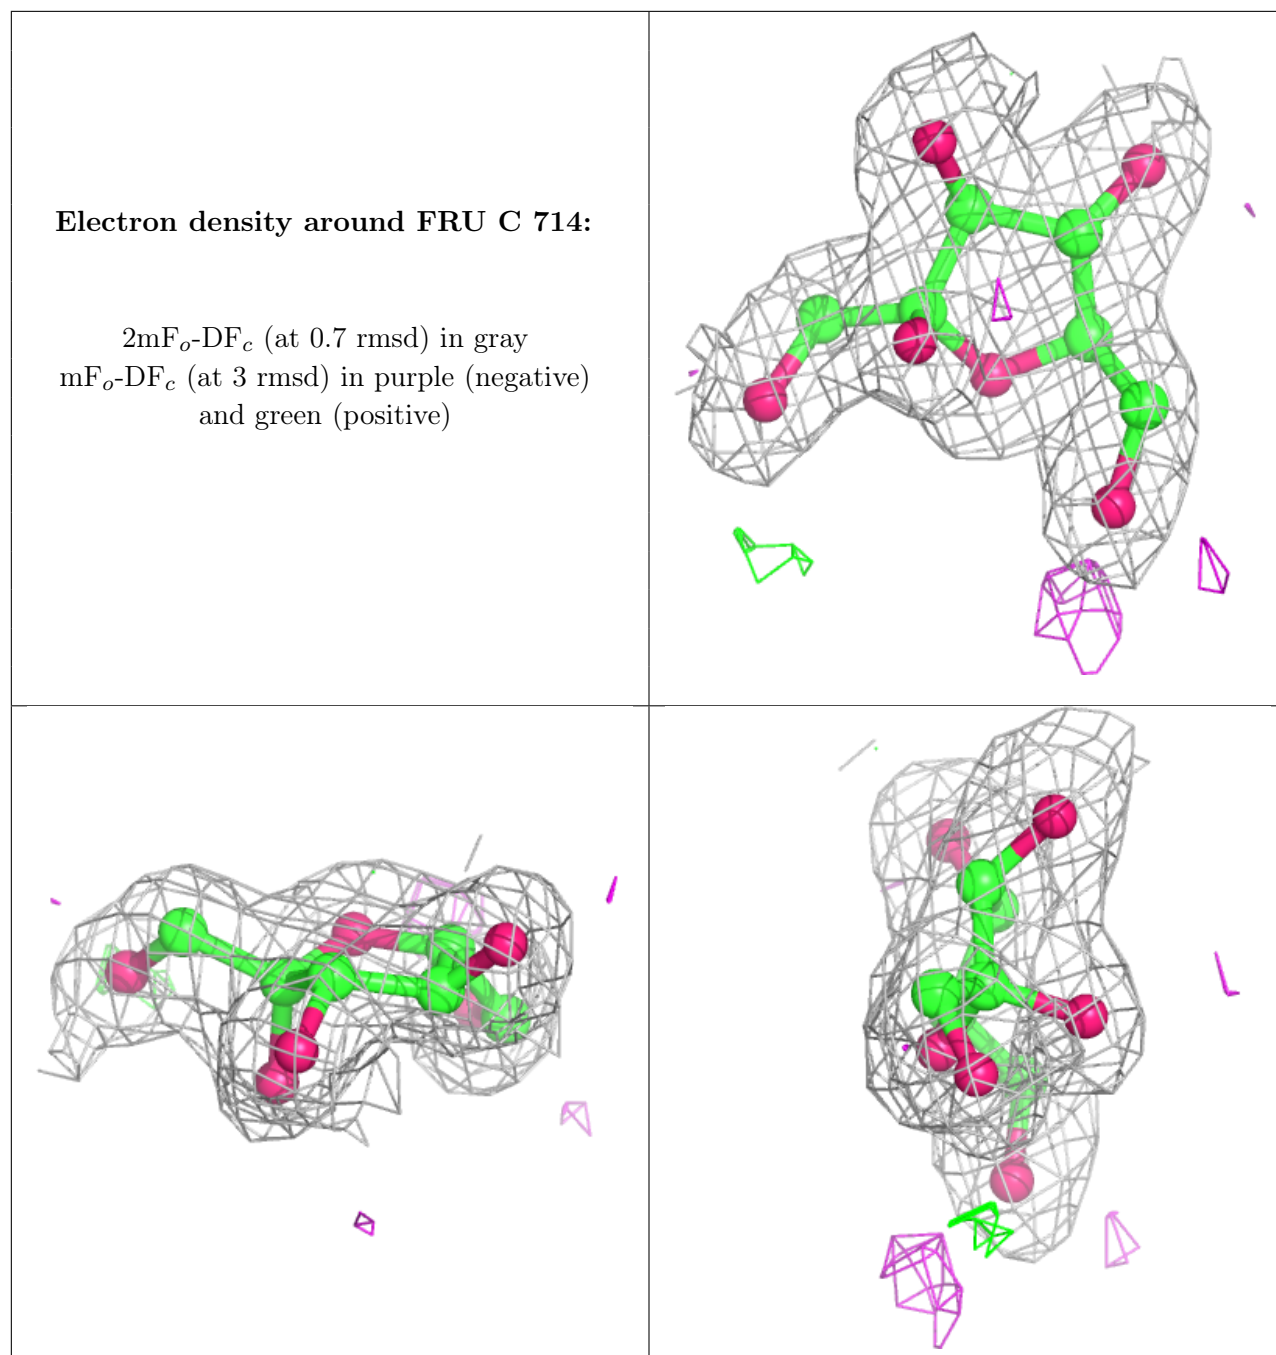 Electron density around FRU C 714:
2mFo-DFc (at 0.7 rmsd) in gray
mFo-DFc (at 3 rmsd) in purple (negative)
and green (positive)